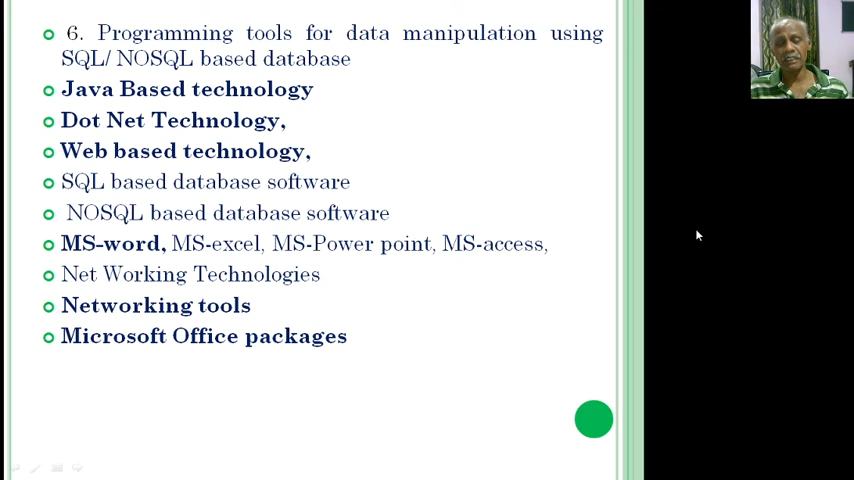 6. Programming tools for data manipulation using
SQL/ NOSQL based database
Java Based technology
Dot Net Technology,
Web based technology,
SQL based database software
NOSQL based database software
MS-word, MS-excel, MS-Power point, MS-access,
Net Working Technologies
Networking tools
Microsoft Office packages